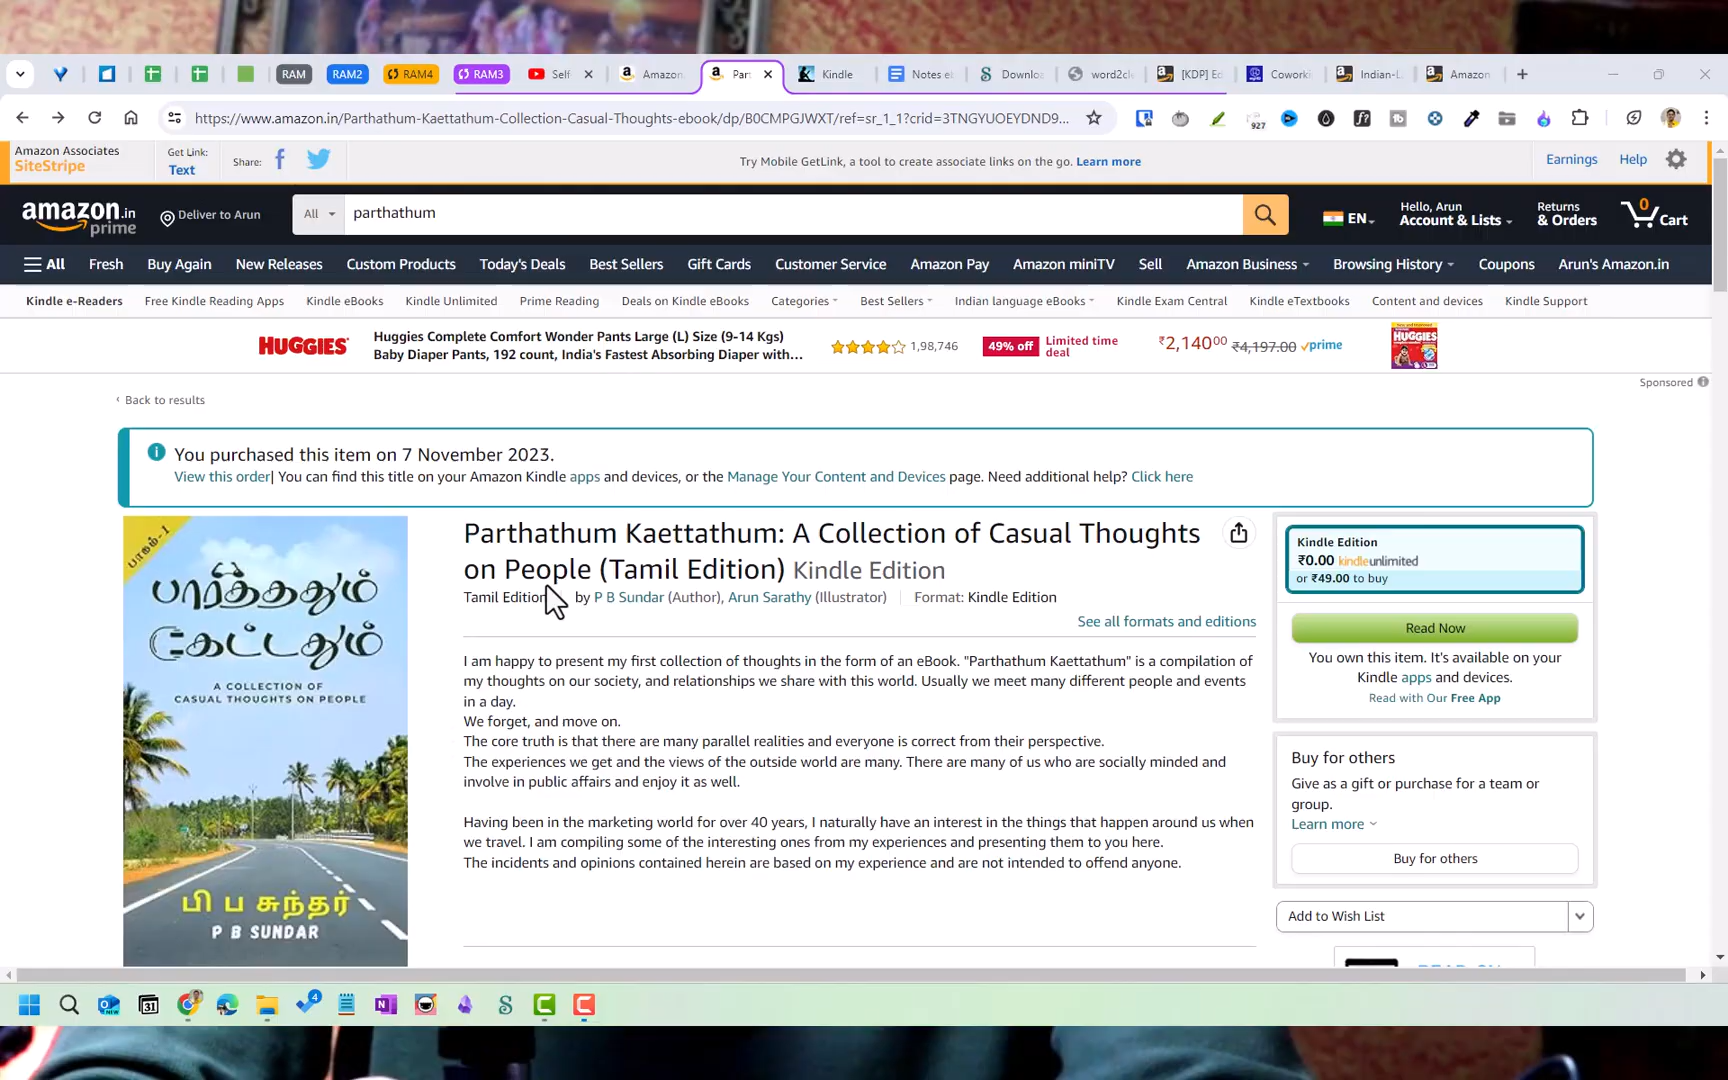 RAM
RAM2
RAM4
RAM3
Self
Amazon
Par
Kindle
Notes e
Downlo
word2cl
[KDP] Ec
Coworki
Indian-L
Amazon
https://www.amazon.in/Parthathum-Kaettathum-Collection-Casual-Thoughts-ebook/dp/B0CMPGJWXT/ref=sr_1_1?crid=3TNGYUOEYDND9...
927
Amazon Associates
SiteStripe
Get Link:
Text
Share:
Try Mobile GetLink, a tool to create associate links on the go. Learn more
Earnings
Help
amazon.in
prime
Deliver to Arun
All
parthathum
EN
Hello, Arun
Account & Lists
Returns
& Orders
0
Cart
All
Fresh
Buy Again
New Releases
Custom Products
Today's Deals
Best Sellers
Gift Cards
Customer Service
Amazon Pay
Amazon miniTV
Sell
Amazon Business
Browsing History
Coupons
Arun's Amazon.in
Kindle e-Readers
Free Kindle Reading Apps
Kindle eBooks
Kindle Unlimited
Prime Reading
Deals on Kindle eBooks
Categories
Best Sellers
Indian language eBooks
Kindle Exam Central
Kindle eTextbooks
Content and devices
Kindle Support
HUGGIES
Huggies Complete Comfort Wonder Pants Large (L) Size (9-14 Kgs)
Baby Diaper Pants, 192 count, India's Fastest Absorbing Diaper with...
1,98,746
49% off
Limited time
deal
₹2,140⁰⁰ ₹4,197.00 prime
HUGGIES
Sponsored
‹ Back to results
You purchased this item on 7 November 2023.
View this order| You can find this title on your Amazon Kindle apps and devices, or the Manage Your Content and Devices page. Need additional help? Click here
பாகம்-1
பார்த்ததும்
கேட்டதும்
A COLLECTION OF
CASUAL THOUGHTS ON PEOPLE
பி ப சுந்தர்
P B SUNDAR
Parthathum Kaettathum: A Collection of Casual Thoughts
on People (Tamil Edition) Kindle Edition
Tamil Edition by P B Sundar (Author), Arun Sarathy (Illustrator) Format: Kindle Edition
See all formats and editions
I am happy to present my first collection of thoughts in the form of an eBook. "Parthathum Kaettathum" is a compilation of
my thoughts on our society, and relationships we share with this world. Usually we meet many different people and events
in a day.
We forget, and move on.
The core truth is that there are many parallel realities and everyone is correct from their perspective.
The experiences we get and the views of the outside world are many. There are many of us who are socially minded and
involve in public affairs and enjoy it as well.
Having been in the marketing world for over 40 years, I naturally have an interest in the things that happen around us when
we travel. I am compiling some of the interesting ones from my experiences and presenting them to you here.
The incidents and opinions contained herein are based on my experience and are not intended to offend anyone.
Kindle Edition
₹0.00 kindleunlimited
or ₹49.00 to buy
Read Now
You own this item. It's available on your
Kindle apps and devices.
Read with Our Free App
Buy for others
Give as a gift or purchase for a team or
group.
Learn more
Buy for others
Add to Wish List
31
4